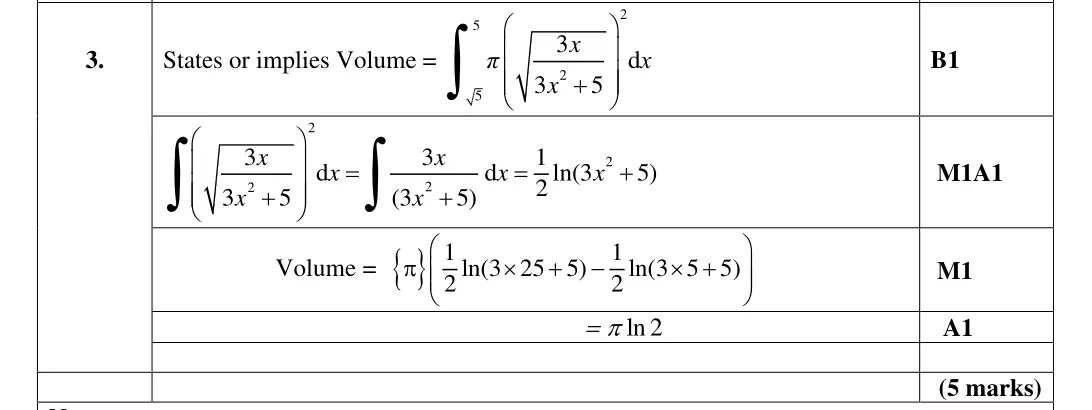 3. States or implies Volume = ∫_{√5}^{5} π (√(3x/(3x² + 5)))² dx B1
∫ (√(3x/(3x² + 5)))² dx = ∫ 3x/(3x² + 5) dx = 1/2 ln(3x² + 5) M1A1
Volume = {π}(1/2 ln(3×25 + 5) − 1/2 ln(3×5 + 5)) M1
= π ln 2 A1
(5 marks)